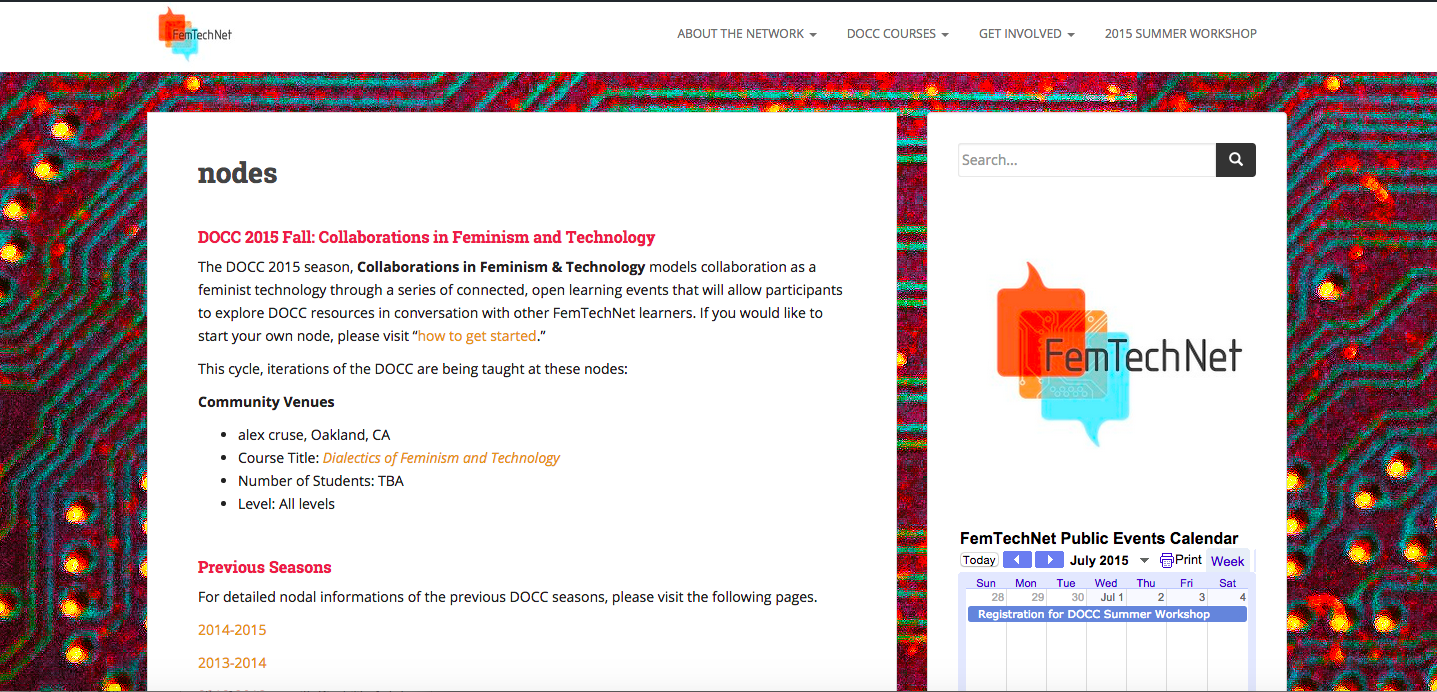 FemTechNet
ABOUT THE NETWORK
DOCC COURSES
GET INVOLVED
2015 SUMMER WORKSHOP
nodes
DOCC 2015 Fall: Collaborations in Feminism and Technology
The DOCC 2015 season, Collaborations in Feminism & Technology models collaboration as a
feminist technology through a series of connected, open learning events that will allow participants
to explore DOCC resources in conversation with other FemTechNet learners. If you would like to
start your own node, please visit “how to get started.”
This cycle, iterations of the DOCC are being taught at these nodes:
Community Venues
alex cruse, Oakland, CA
Course Title: Dialectics of Feminism and Technology
Number of Students: TBA
Level: All levels
Previous Seasons
For detailed nodal informations of the previous DOCC seasons, please visit the following pages.
2014-2015
2013-2014
Search...
FemTechNet
FemTechNet Public Events Calendar
Today July 2015 Print Week
Sun Mon Tue Wed Thu Fri Sat
28 29 30 Jul 1 2 3 4
Registration for DOCC Summer Workshop